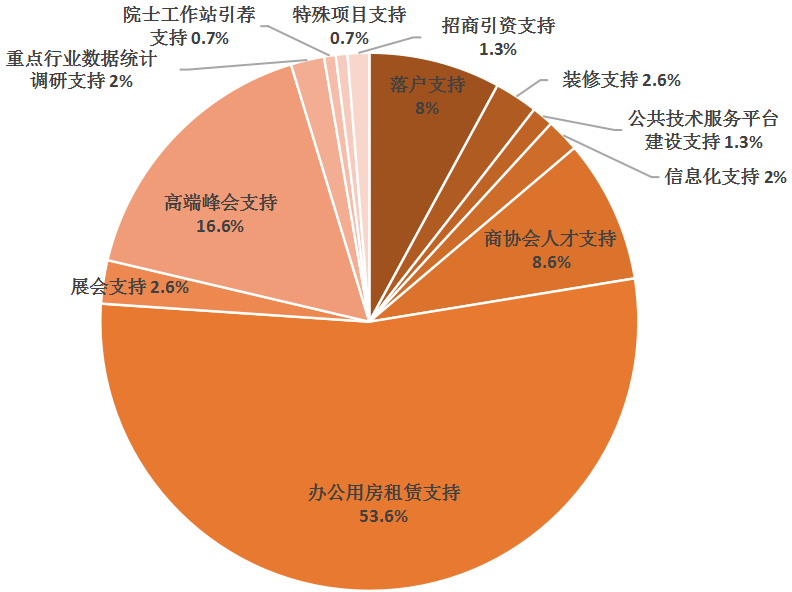 院士工作站引荐
支持 0.7%
特殊项目支持
0.7%
招商引资支持
1.3%
重点行业数据统计
调研支持 2%
落户支持
8%
装修支持 2.6%
公共技术服务平台
建设支持 1.3%
信息化支持 2%
高端峰会支持
16.6%
商协会人才支持
8.6%
展会支持 2.6%
办公用房租赁支持
53.6%